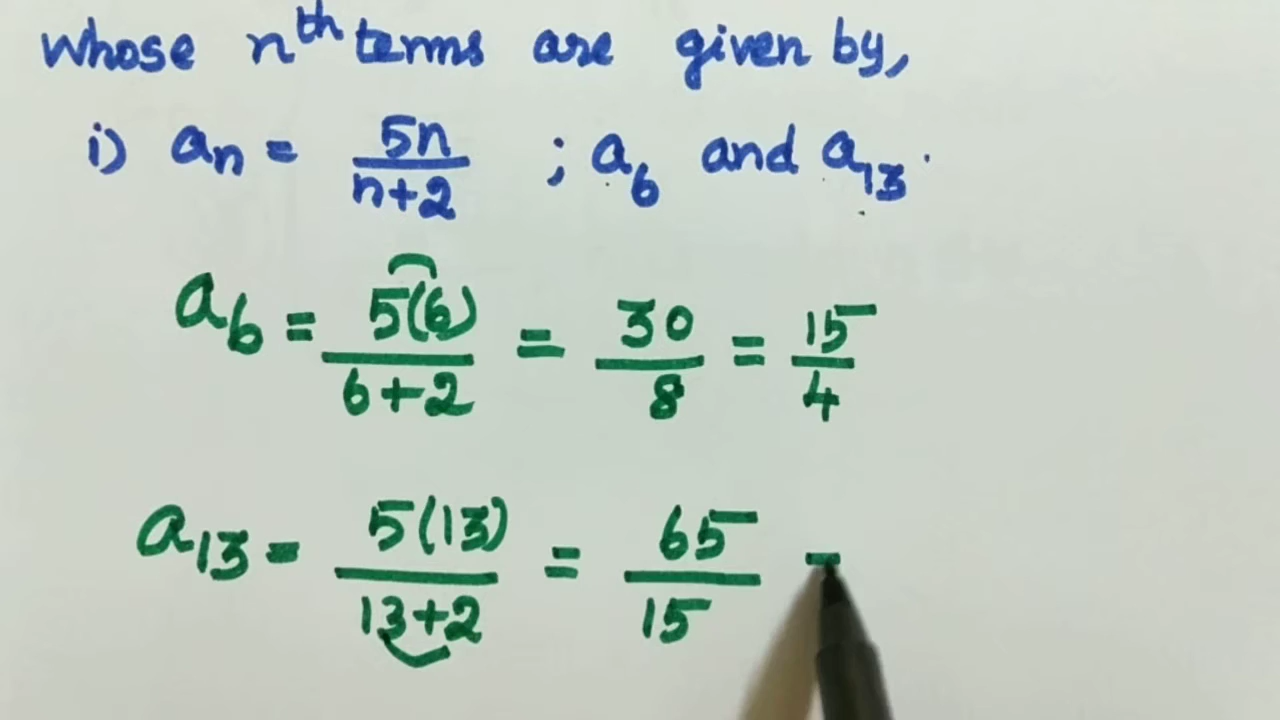 whose nth terms are given by,
i) an = 5n/n+2 ; a6 and a13.
a6 = 5(6)/6+2 = 30/8 = 15/4
a13 = 5(13)/13+2 = 65/15 =